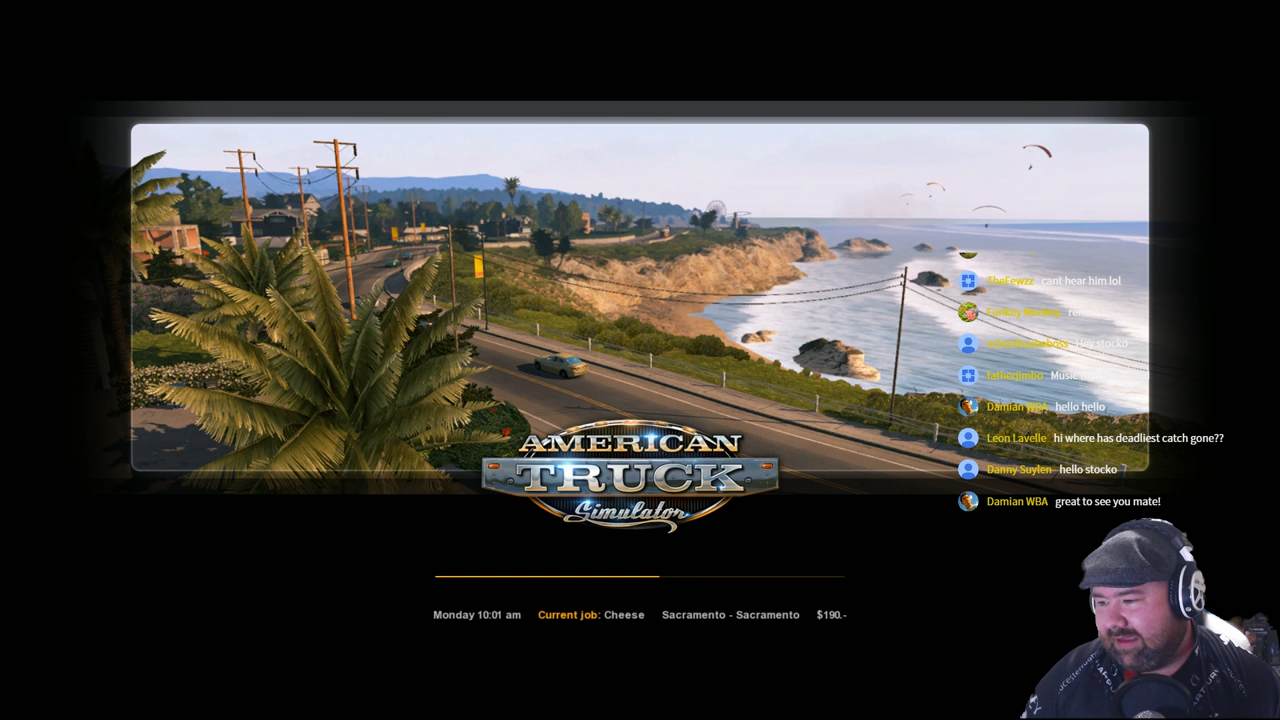 TheFewzz cant hear him lol
fatherjimbo Music
Damian WBA hello hello
Leon Lavelle hi where has deadliest catch gone??
Danny Suylen hello stocko
Damian WBA great to see you mate!
AMERICAN
TRUCK
Simulator
Monday 10:01 am Current job: Cheese Sacramento - Sacramento $190.-